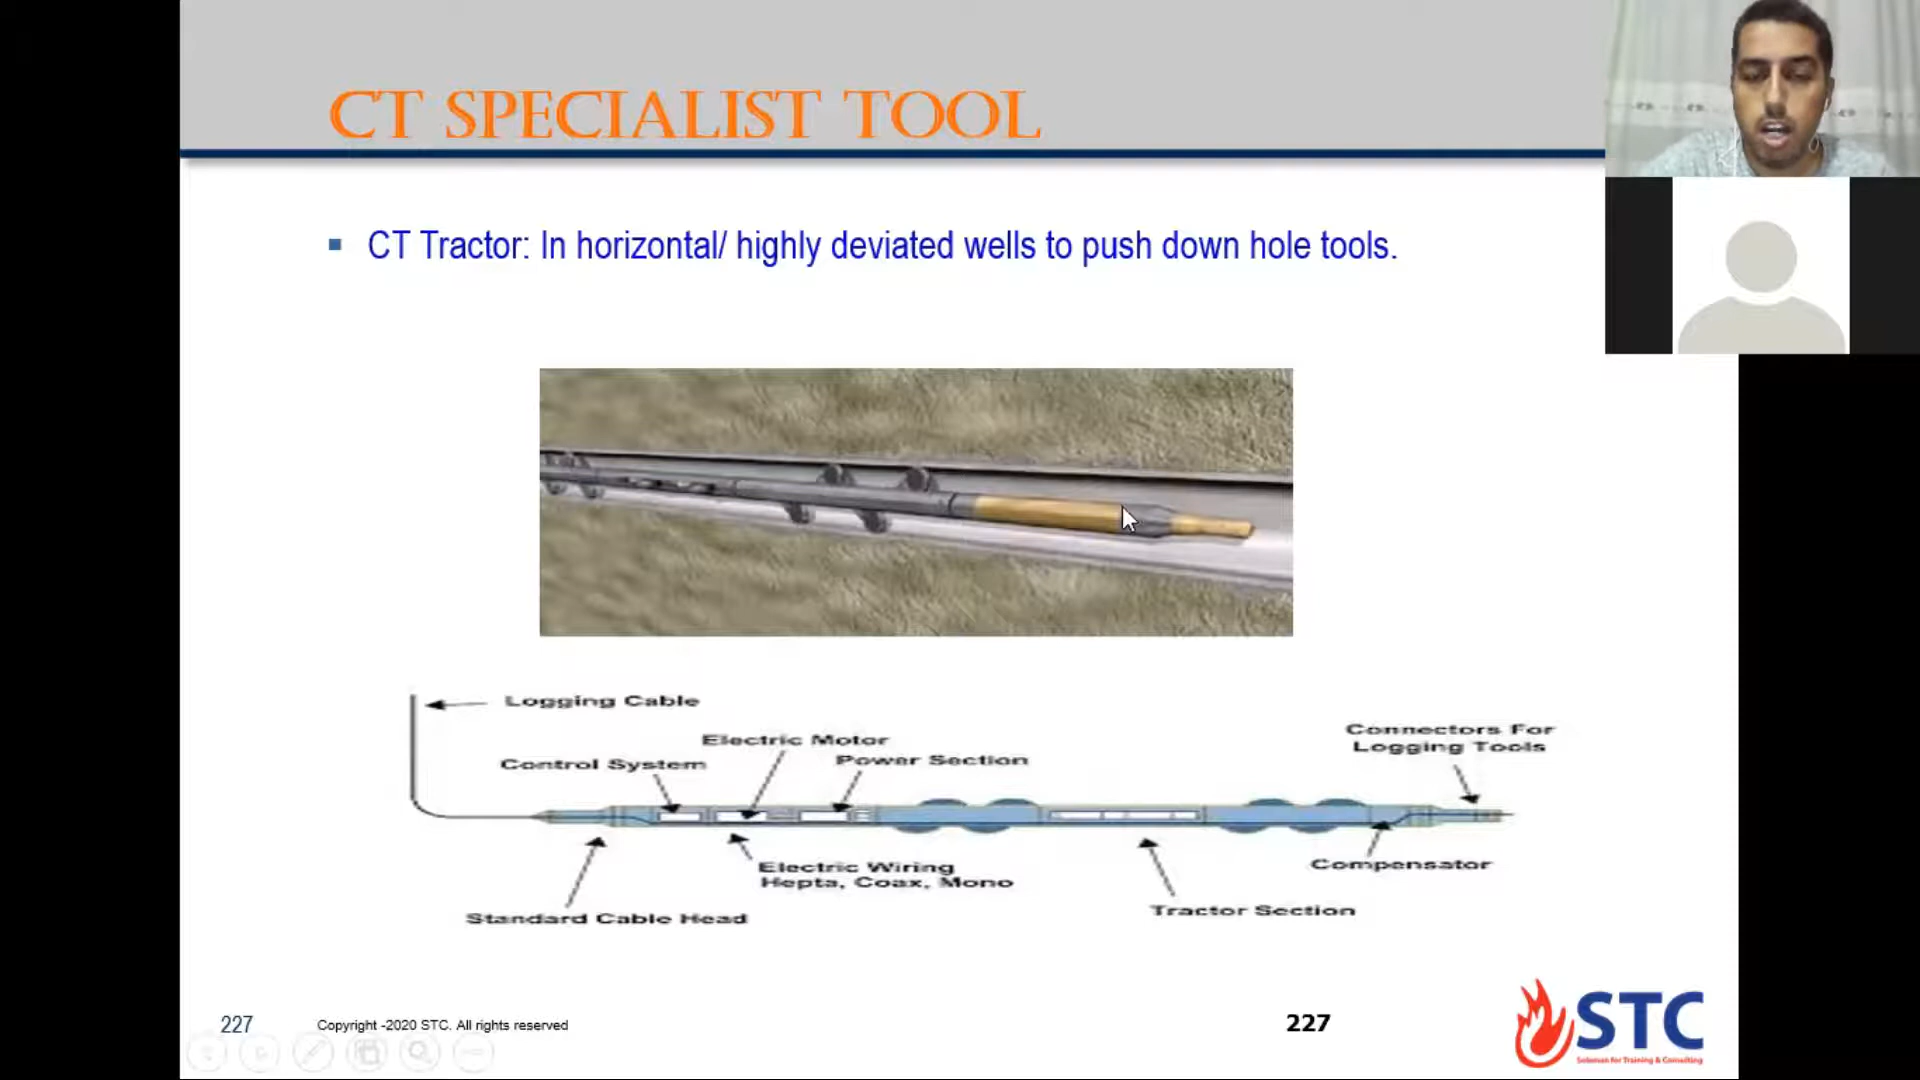 CT SPECIALIST TOOL
▪ CT Tractor: In horizontal/ highly deviated wells to push down hole tools.
Logging Cable
Electric Motor
Control System
Power Section
Connectors For
Logging Tools
Electric Wiring
Hepta, Coax, Mono
Compensator
Standard Cable Head
Tractor Section
227
Copyright -2020 STC. All rights reserved
227
STC
Soleman for Training & Consulting